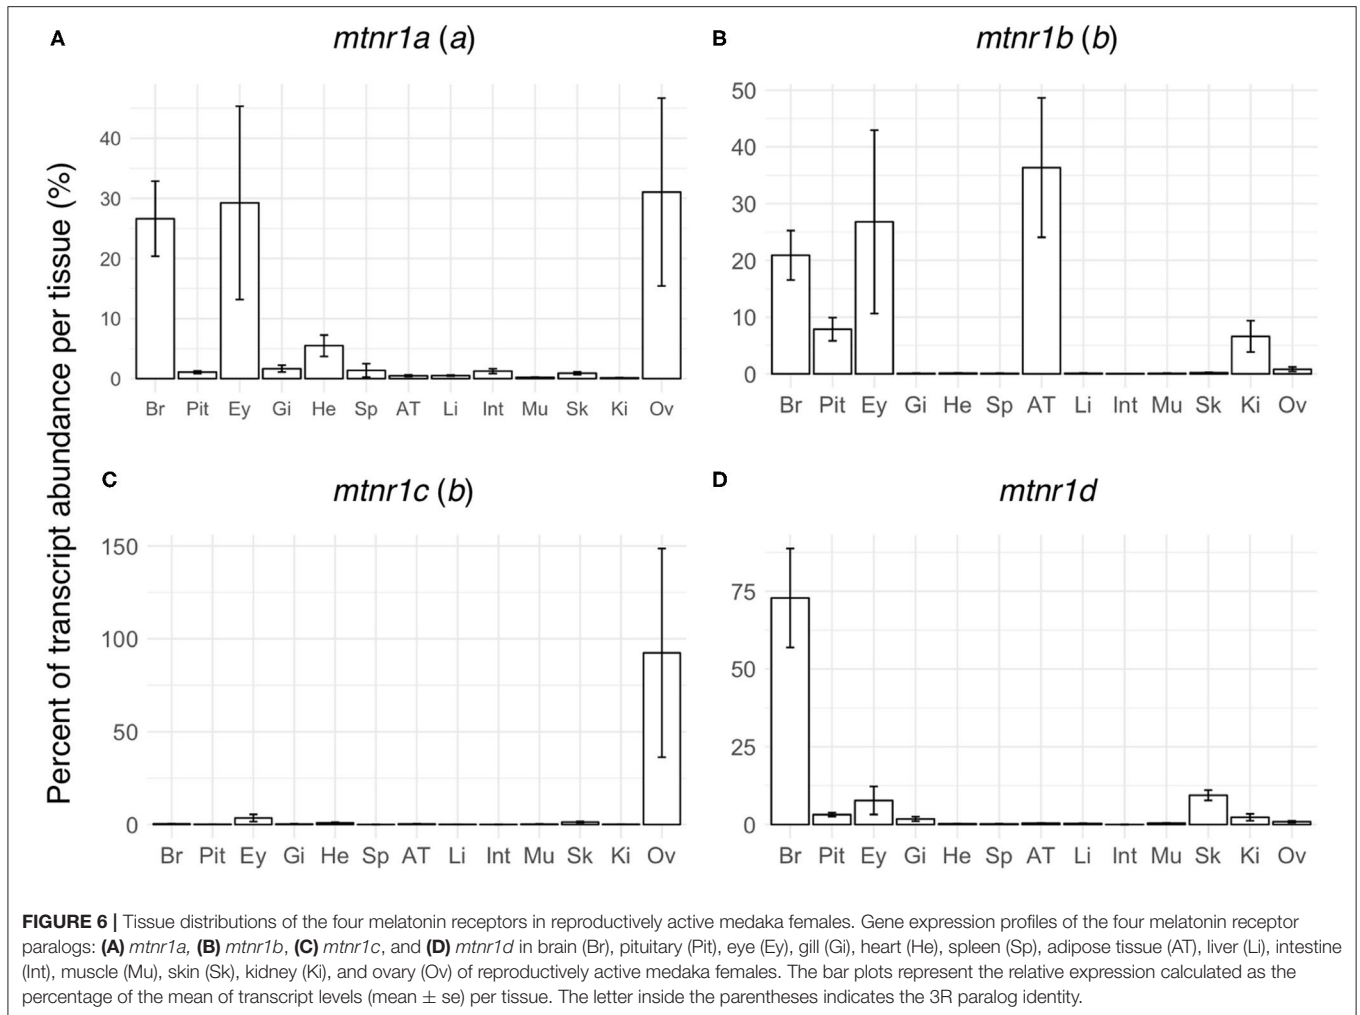 A
mtnr1a (a)
B
mtnr1b (b)
Percent of transcript abundance per tissue (%)
40
30
20
10
0
Br Pit Ey Gi He Sp AT Li Int Mu Sk Ki Ov
50
40
30
20
10
0
Br Pit Ey Gi He Sp AT Li Int Mu Sk Ki Ov
C
mtnr1c (b)
D
mtnr1d
150
100
50
0
Br Pit Ey Gi He Sp AT Li Int Mu Sk Ki Ov
75
50
25
0
Br Pit Ey Gi He Sp AT Li Int Mu Sk Ki Ov
FIGURE 6 | Tissue distributions of the four melatonin receptors in reproductively active medaka females. Gene expression profiles of the four melatonin receptor
paralogs: (A) mtnr1a, (B) mtnr1b, (C) mtnr1c, and (D) mtnr1d in brain (Br), pituitary (Pit), eye (Ey), gill (Gi), heart (He), spleen (Sp), adipose tissue (AT), liver (Li), intestine
(Int), muscle (Mu), skin (Sk), kidney (Ki), and ovary (Ov) of reproductively active medaka females. The bar plots represent the relative expression calculated as the
percentage of the mean of transcript levels (mean ± se) per tissue. The letter inside the parentheses indicates the 3R paralog identity.